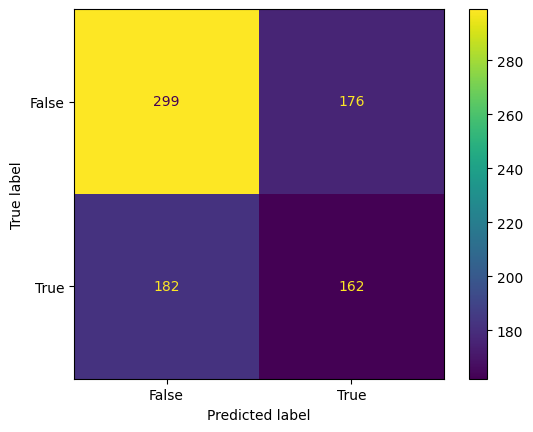 True label
False
True
299
176
182
162
False
True
Predicted label
280
260
240
220
200
180